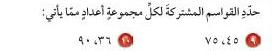 حدّدِ القواسم المشتركة لكلِّ مجموعةِ أعدادٍ ممّا يأتي:
٩ ٤٥، ٧٥ ١٠ ٣٦، ٩٠